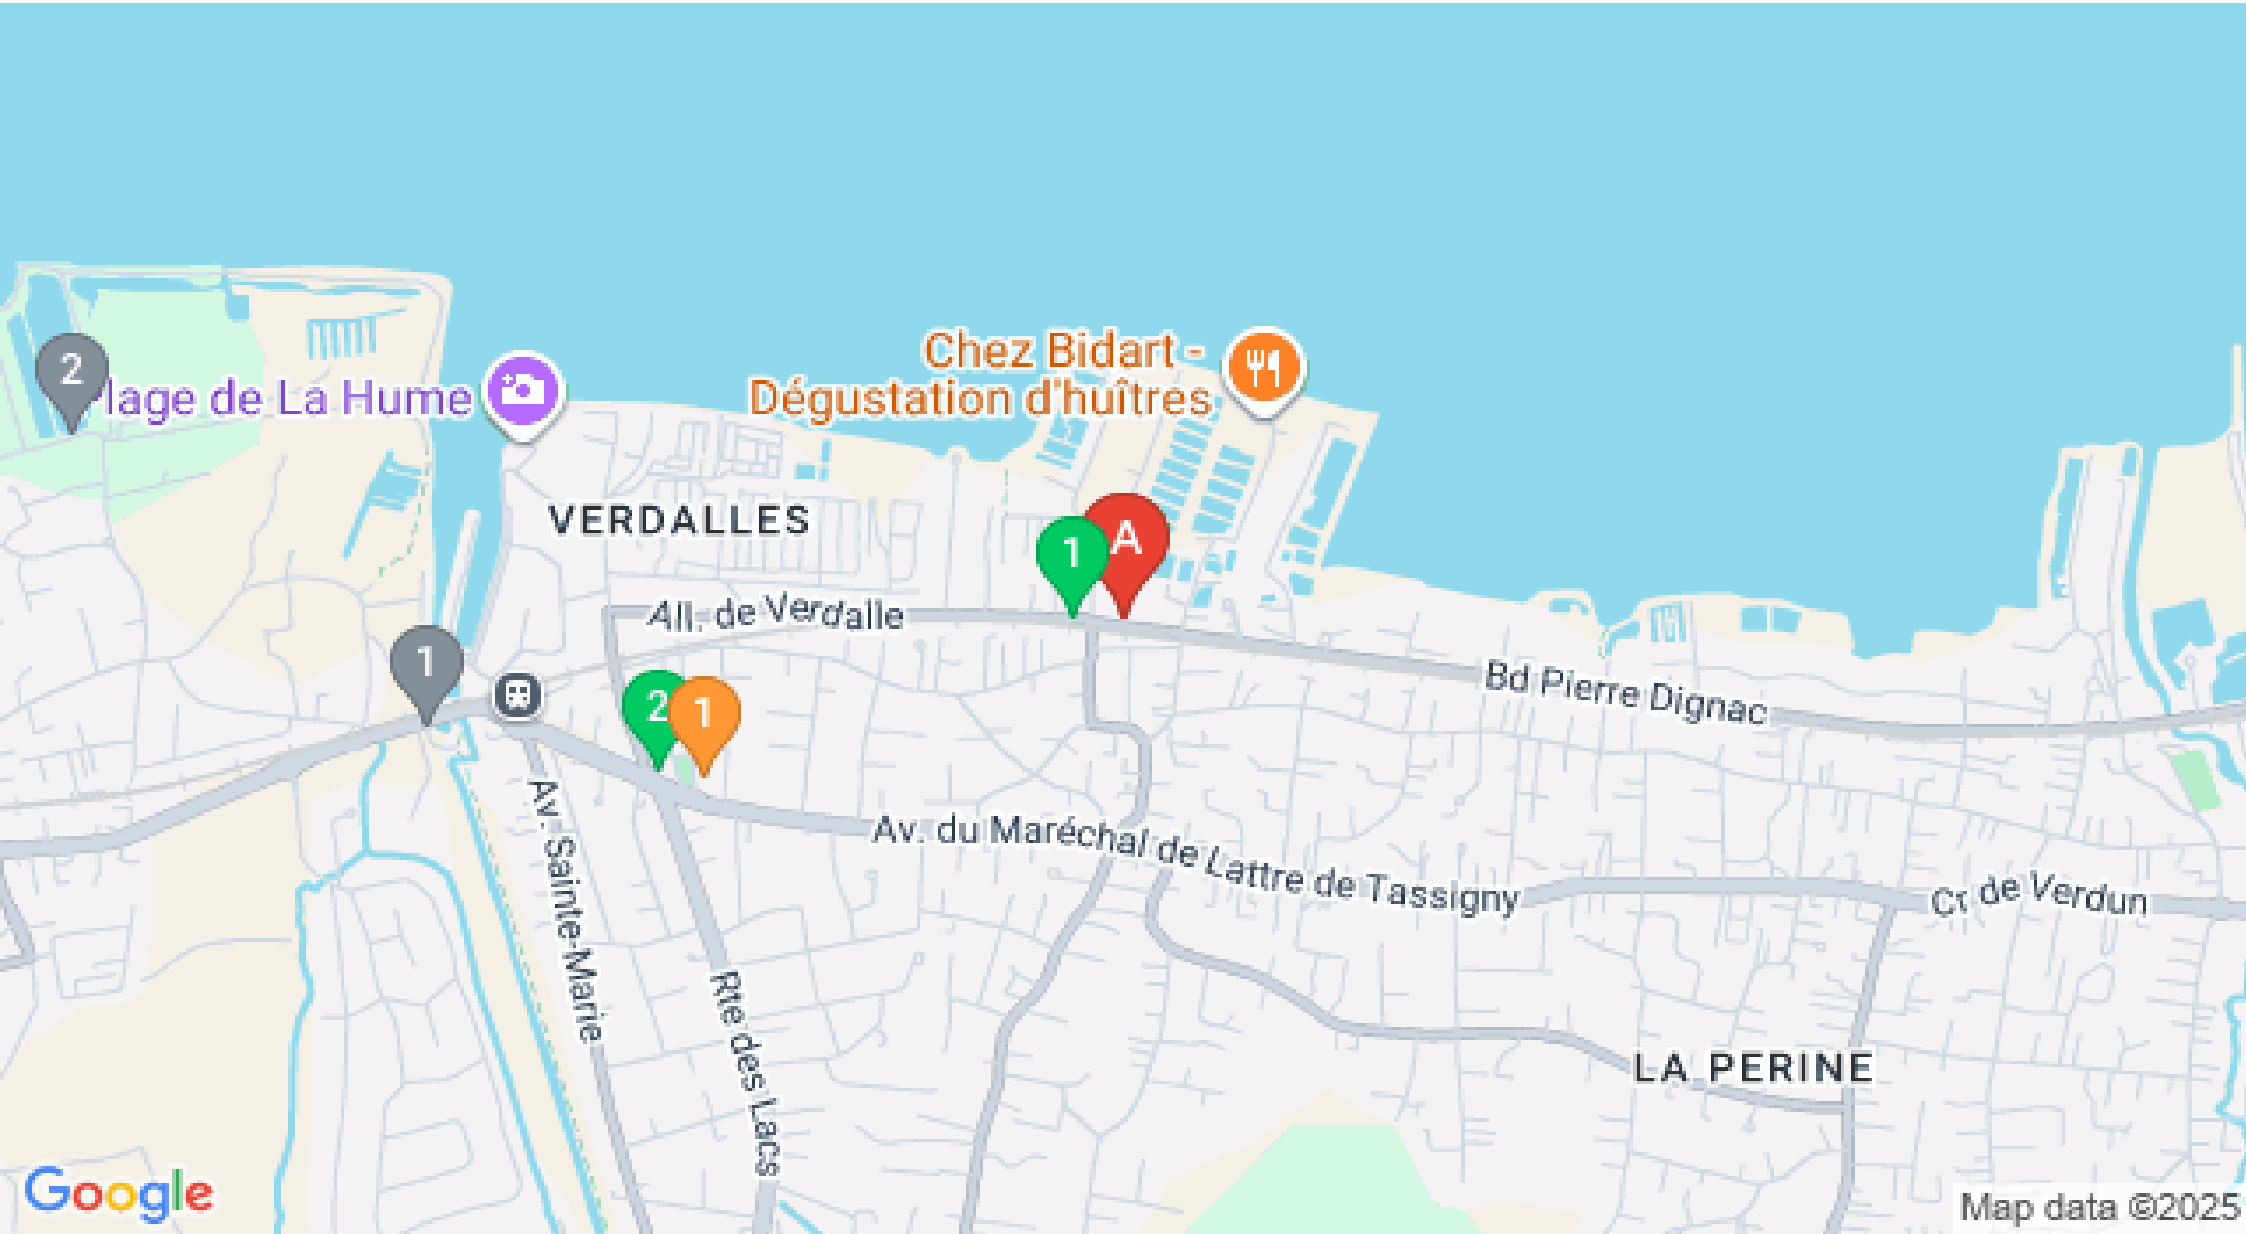 Chez Bidart -
Dégustation d'huîtres
2
lage de La Hume
VERDALLES
1
A
All. de Verdalle
1
2
1
Bd Pierre Dignac
Av. Sainte-Marie
Av. du Maréchal de Lattre de Tassigny
de Verdun
Rte des Lacs
LA PERINE
Google
Map data ©2025